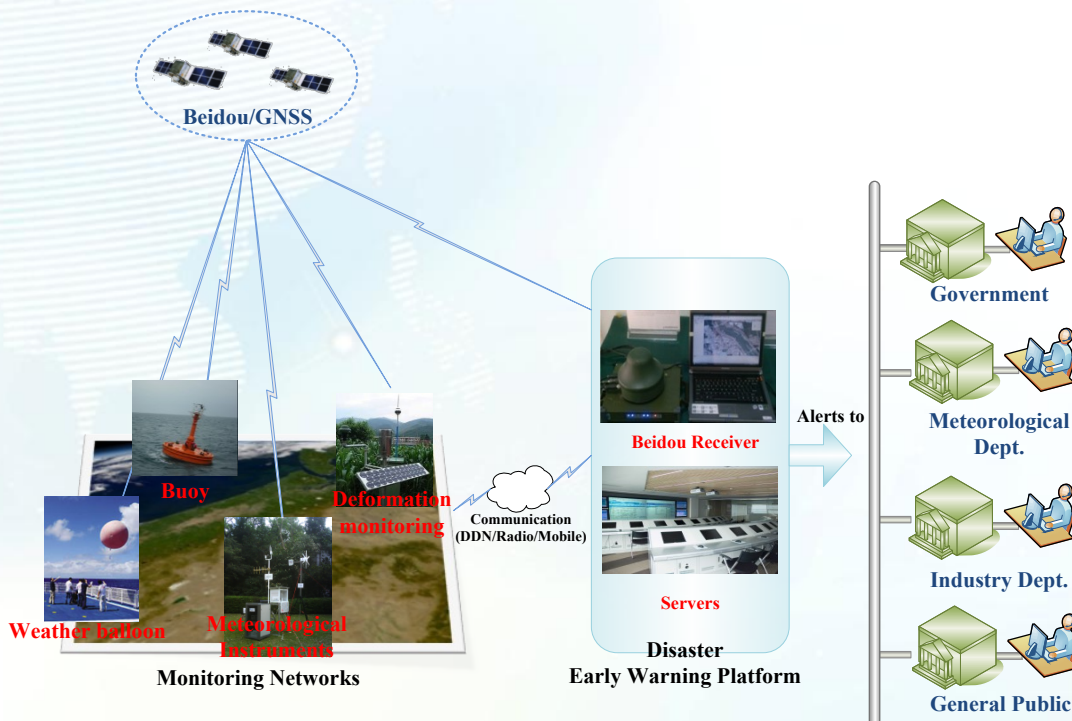 Beidou/GNSS
Buoy
Deformation
monitoring
Weather balloon
Meteorological
Instruments
Monitoring Networks
Communication
(DDN/Radio/Mobile)
Beidou Receiver
Servers
Disaster
Early Warning Platform
Alerts to
Government
Meteorological
Dept.
Industry Dept.
General Public